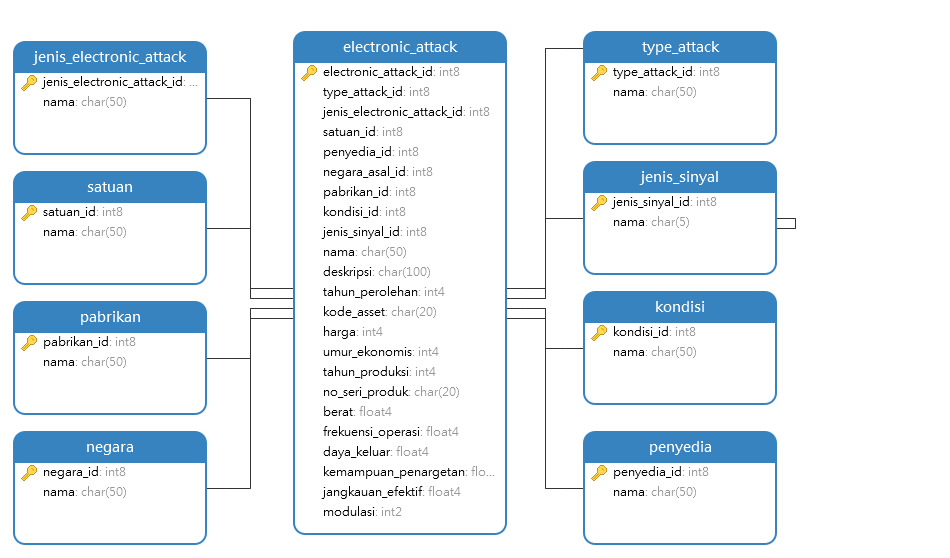 jenis_electronic_attack
jenis_electronic_attack_id: ...
nama: char(50)
satuan
satuan_id: int8
nama: char(50)
pabrikan
pabrikan_id: int8
nama: char(50)
negara
negara_id: int8
nama: char(50)
electronic_attack
electronic_attack_id: int8
type_attack_id: int8
jenis_electronic_attack_id: int8
satuan_id: int8
penyedia_id: int8
negara_asal_id: int8
pabrikan_id: int8
kondisi_id: int8
jenis_sinyal_id: int8
nama: char(50)
deskripsi: char(100)
tahun_perolehan: int4
kode_asset: char(20)
harga: int4
umur_ekonomis: int4
tahun_produksi: int4
no_seri_produk: char(20)
berat: float4
frekuensi_operasi: float4
daya_keluar: float4
kemampuan_penargetan: flo...
jangkauan_efektif: float4
modulasi: int2
type_attack
type_attack_id: int8
nama: char(50)
jenis_sinyal
jenis_sinyal_id: int8
nama: char(5)
kondisi
kondisi_id: int8
nama: char(50)
penyedia
penyedia_id: int8
nama: char(50)